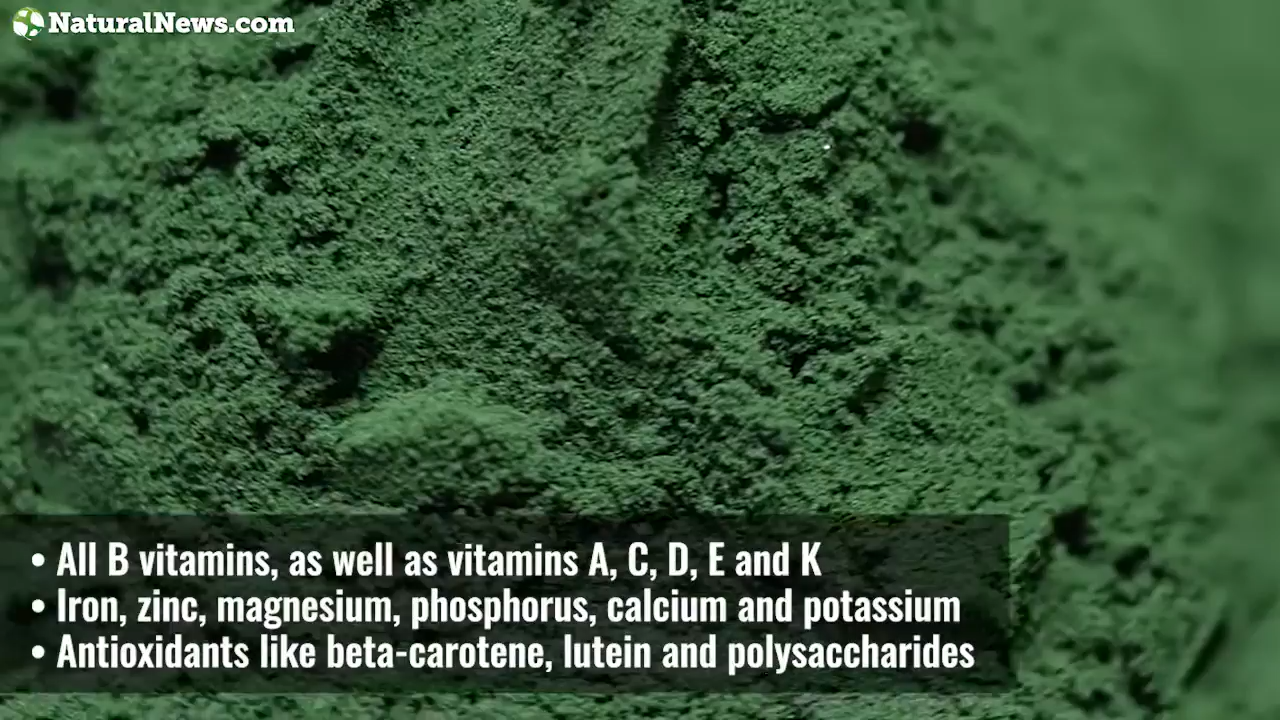 NaturalNews.com
• All B vitamins, as well as vitamins A, C, D, E and K
• Iron, zinc, magnesium, phosphorus, calcium and potassium
• Antioxidants like beta-carotene, lutein and polysaccharides